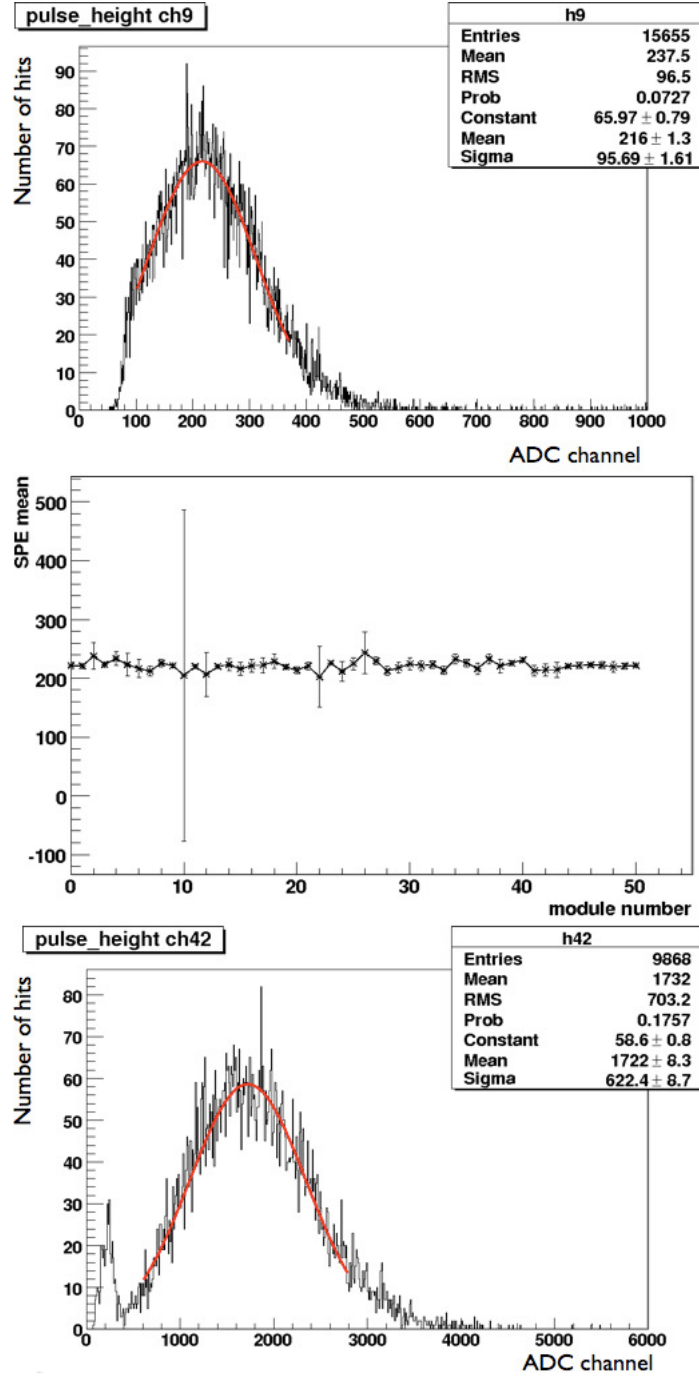 pulse_height ch9
h9
Entries 15655
Mean 237.5
RMS 96.5
Prob 0.0727
Constant 65.97 ± 0.79
Mean 216 ± 1.3
Sigma 95.69 ± 1.61
Number of hits
90
80
70
60
50
40
30
20
10
0
0 100 200 300 400 500 600 700 800 900 1000
ADC channel
SPE mean
500
400
300
200
100
0
-100
0 10 20 30 40 50
module number
pulse_height ch42
h42
Entries 9868
Mean 1732
RMS 703.2
Prob 0.1757
Constant 58.6 ± 0.8
Mean 1722 ± 8.3
Sigma 622.4 ± 8.7
Number of hits
80
70
60
50
40
30
20
10
0
0 1000 2000 3000 4000 5000 6000
ADC channel